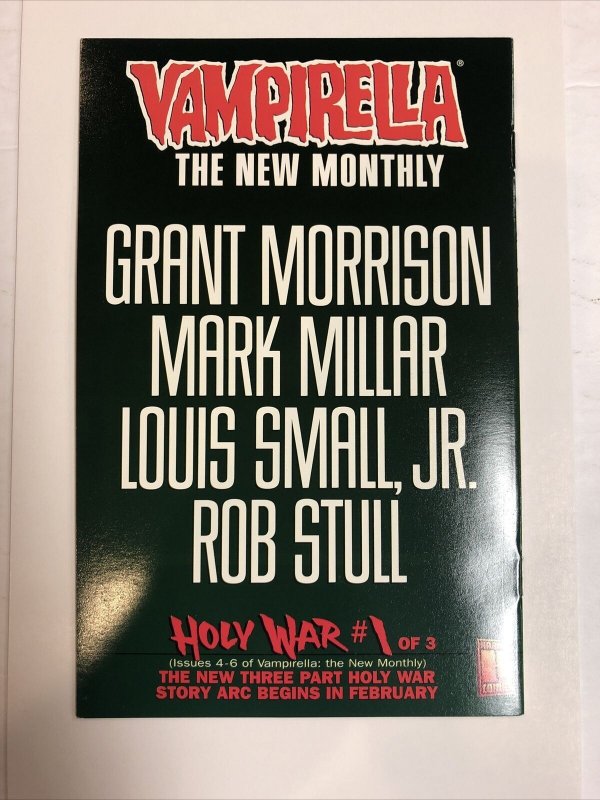 VAMPIRELLA®
THE NEW MONTHLY
GRANT MORRISON
MARK MILLAR
LOUIS SMALL, JR.
ROB STULL
HOLY WAR #1 OF 3
(Issues 4-6 of Vampirella: the New Monthly)
THE NEW THREE PART HOLY WAR
STORY ARC BEGINS IN FEBRUARY